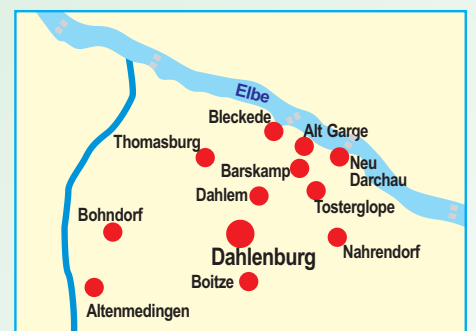 Elbe
Bleckede
Alt Garge
Thomasburg
Barskamp
Neu
Darchau
Dahlem
Tosterglope
Bohndorf
Dahlenburg
Nahrendorf
Boitze
Altenmedingen